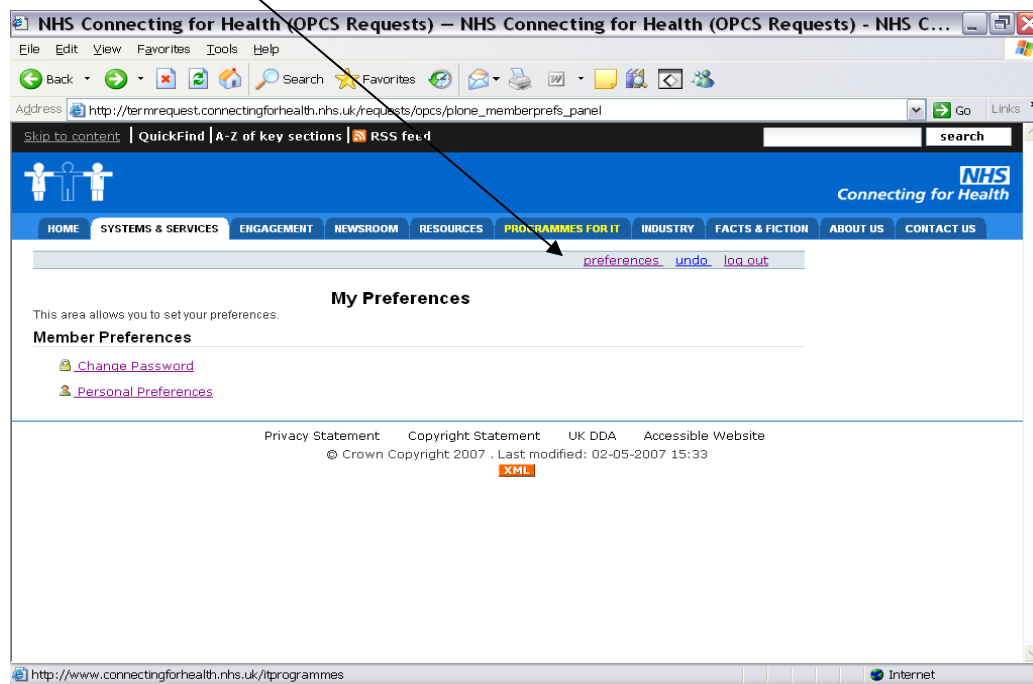 NHS Connecting for Health (OPCS Requests) — NHS Connecting for Health (OPCS Requests) - NHS C...
File Edit View Favorites Tools Help
Back Search Favorites
Address http://termrequest.connectingforhealth.nhs.uk/requests/opcs/plone_memberprefs_panel Go Links
Skip to content QuickFind A-Z of key sections RSS feed search
NHS
Connecting for Health
HOME SYSTEMS & SERVICES ENGAGEMENT NEWSROOM RESOURCES PROGRAMMES FOR IT INDUSTRY FACTS & FICTION ABOUT US CONTACT US
preferences undo log out
My Preferences
This area allows you to set your preferences.
Member Preferences
Change Password
Personal Preferences
Privacy Statement Copyright Statement UK DDA Accessible Website
© Crown Copyright 2007 . Last modified: 02-05-2007 15:33
XML
http://www.connectingforhealth.nhs.uk/itprogrammes Internet